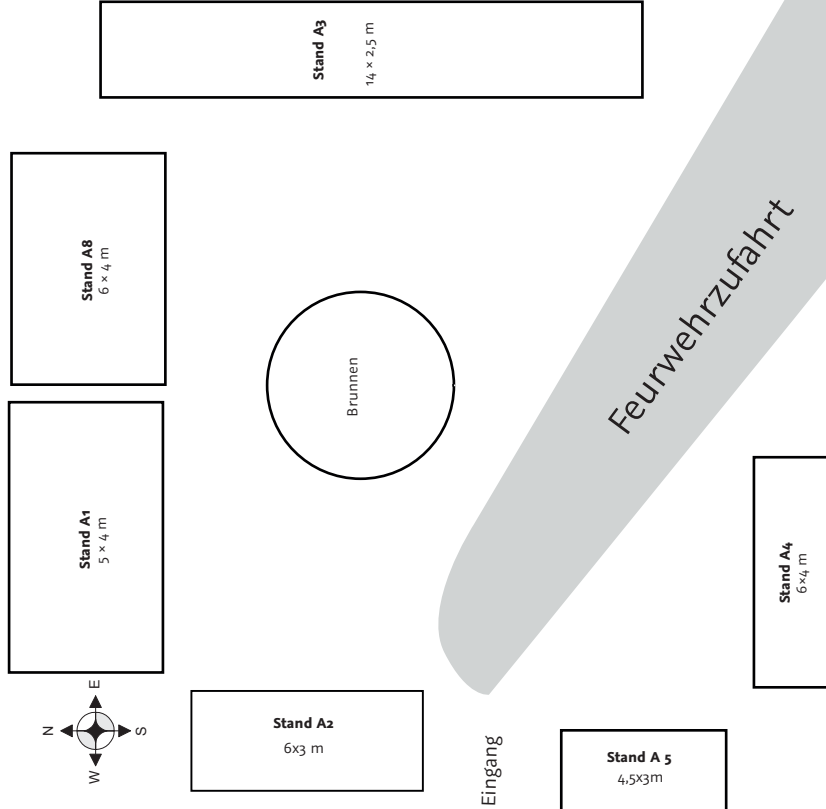 Stand A3
14 × 2,5 m
Stand A8
6 × 4 m
Brunnen
Feurwehrzufahrt
Stand A1
5 × 4 m
Stand A4
6×4 m
N
E
S
W
Stand A2
6x3 m
Eingang
Stand A 5
4,5x3m